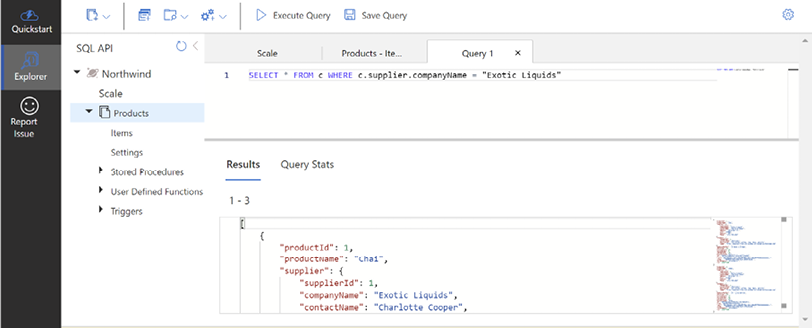 Quickstart
Explorer
Report
Issue
Execute Query
Save Query
SQL API
Northwind
Scale
Products
Items
Settings
Stored Procedures
User Defined Functions
Triggers
Scale
Products - Ite...
Query 1
1 SELECT * FROM c WHERE c.supplier.companyName = "Exotic Liquids"
Results
Query Stats
1 - 3
[
{
"productId": 1,
"productName": "Chai",
"supplier": {
"supplierId": 1,
"companyName": "Exotic Liquids",
"contactName": "Charlotte Cooper",